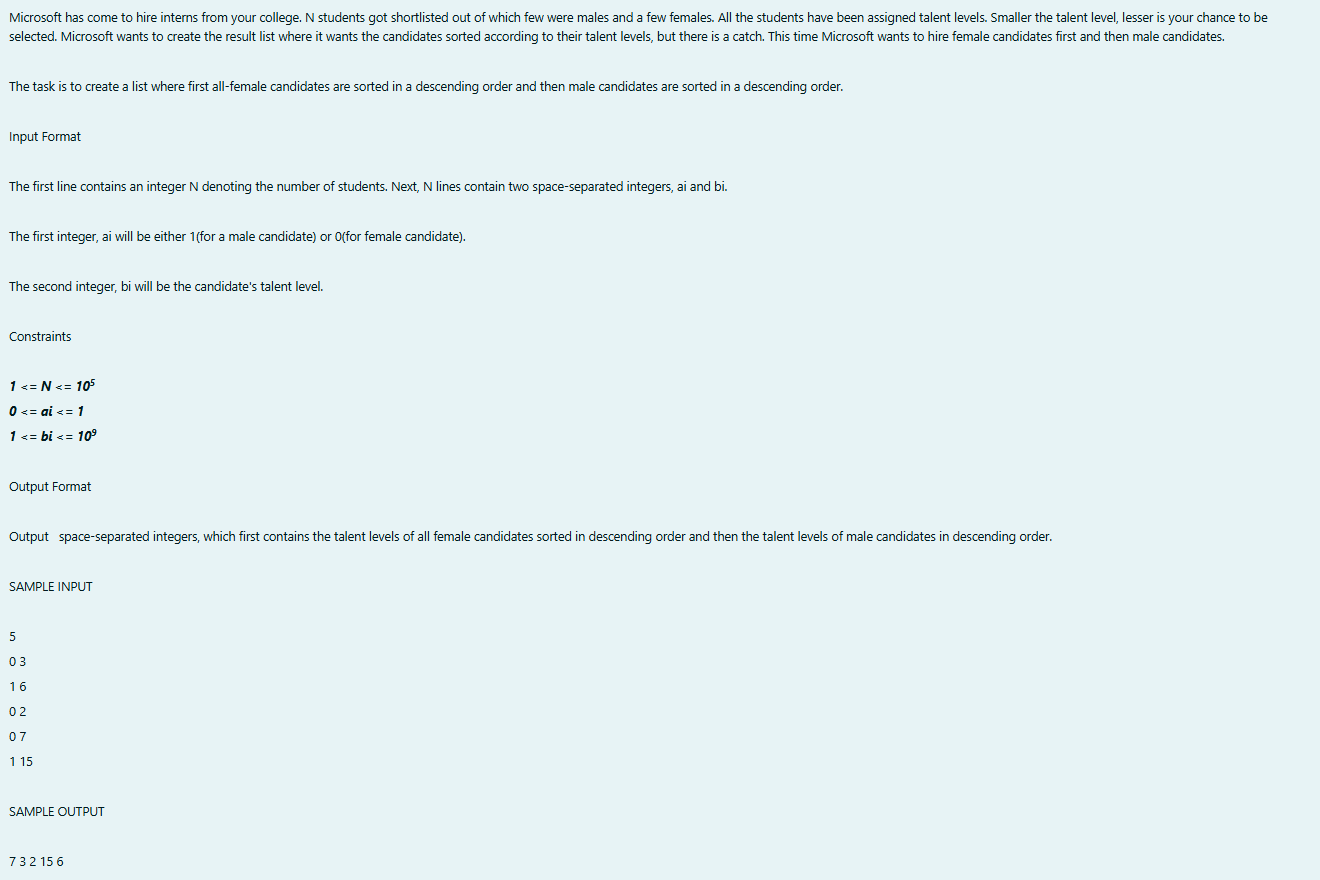 Microsoft has come to hire interns from your college. N students got shortlisted out of which few were males and a few females. All the students have been assigned talent levels. Smaller the talent level, lesser is your chance to be
selected. Microsoft wants to create the result list where it wants the candidates sorted according to their talent levels, but there is a catch. This time Microsoft wants to hire female candidates first and then male candidates.
The task is to create a list where first all-female candidates are sorted in a descending order and then male candidates are sorted in a descending order.
Input Format
The first line contains an integer N denoting the number of students. Next, N lines contain two space-separated integers, ai and bi.
The first integer, ai will be either 1(for a male candidate) or 0(for female candidate).
The second integer, bi will be the candidate's talent level.
Constraints
1 <= N <= 10⁵
0 <= ai <= 1
1 <= bi <= 10⁹
Output Format
Output space-separated integers, which first contains the talent levels of all female candidates sorted in descending order and then the talent levels of male candidates in descending order.
SAMPLE INPUT
5
0 3
1 6
0 2
0 7
1 15
SAMPLE OUTPUT
7 3 2 15 6